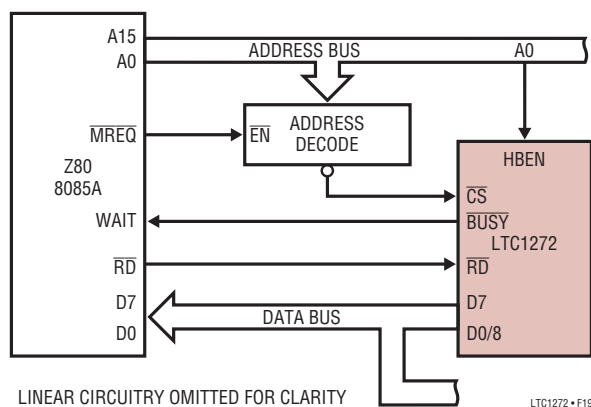 A15
A0
ADDRESS BUS
A0
MREQ
EN
ADDRESS
DECODE
HBEN
Z80
8085A
CS
WAIT
BUSY
LTC1272
RD
RD
D7
D0
DATA BUS
D7
D0/8
LINEAR CIRCUITRY OMITTED FOR CLARITY
LTC1272 • F19